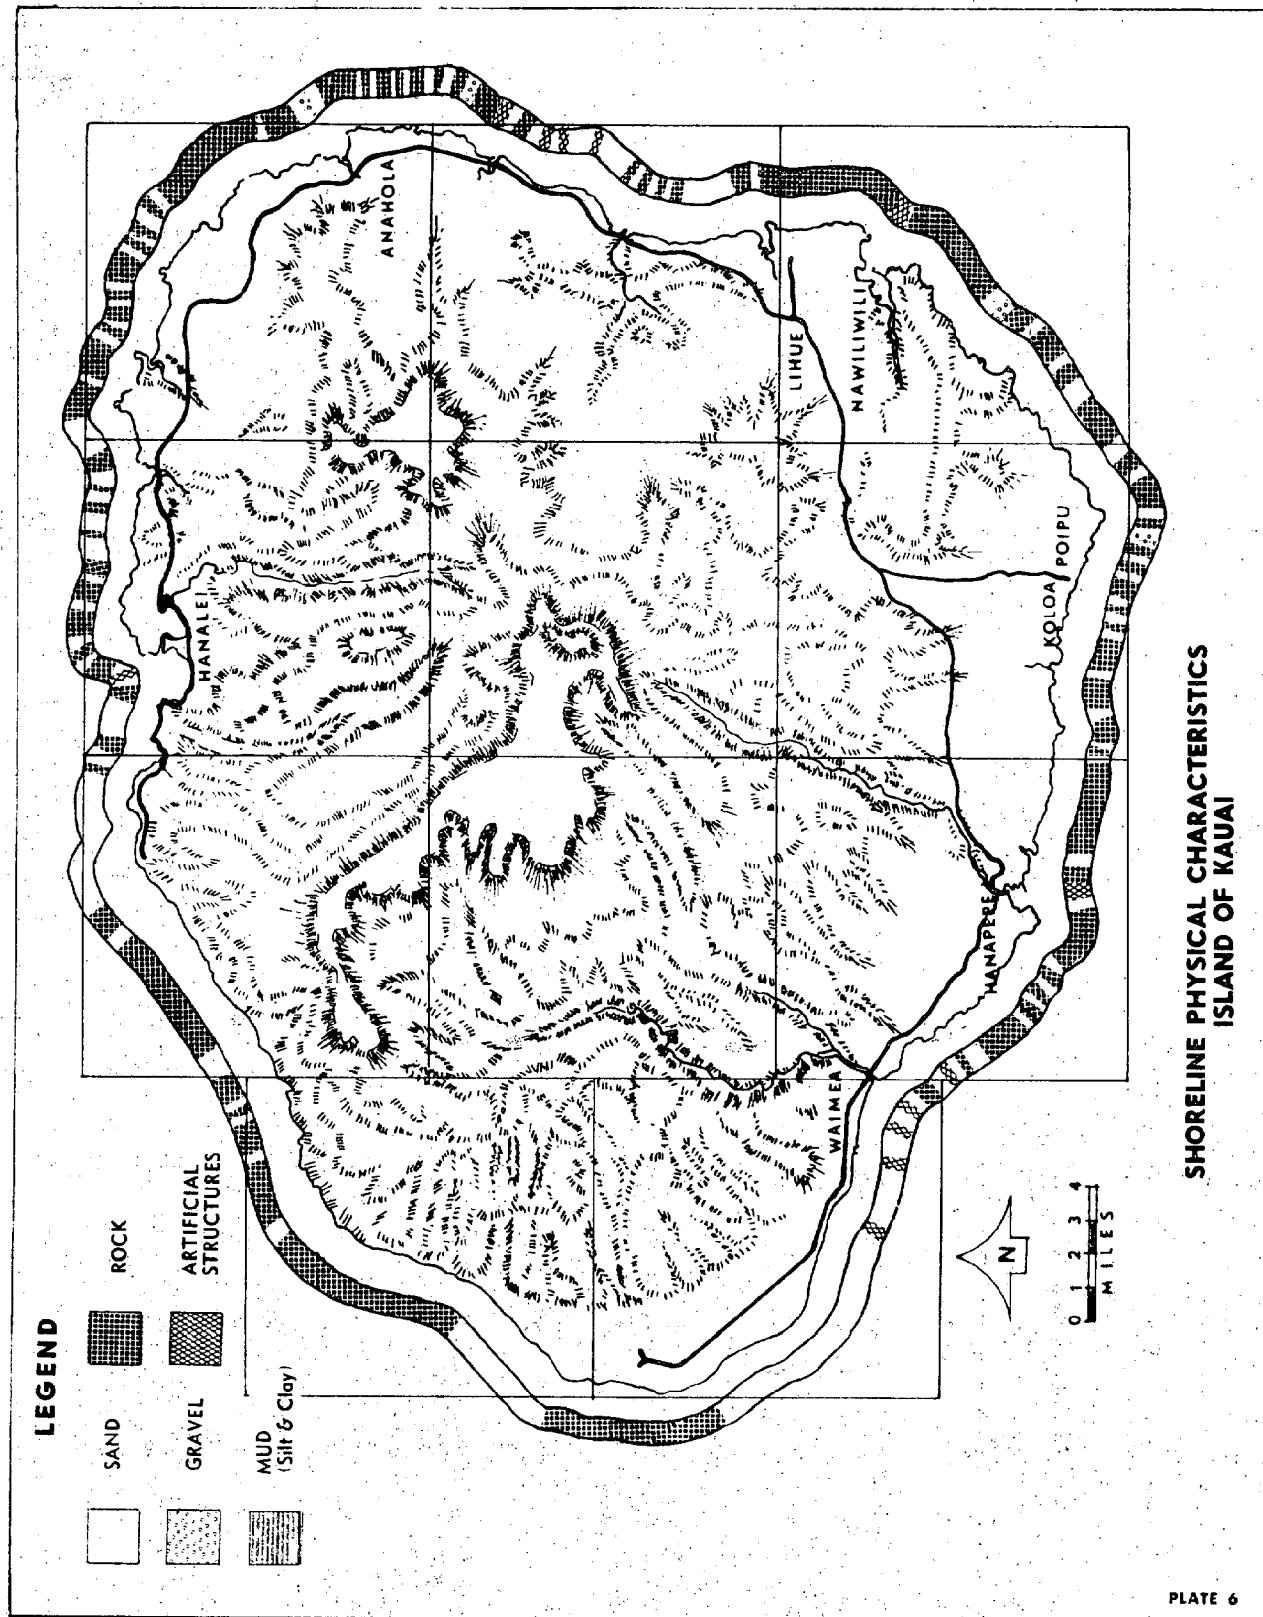 LEGEND
SAND
ROCK
GRAVEL
ARTIFICIAL
STRUCTURES
MUD
(Silt & Clay)
HANALEI
ANAHOLA
LIHUE
NAWILIWILI
KOLOA
POIPU
HANAPEPE
WAIMEA
N
0 1 2 3 4
MILES
SHORELINE PHYSICAL CHARACTERISTICS
ISLAND OF KAUAI
PLATE 6